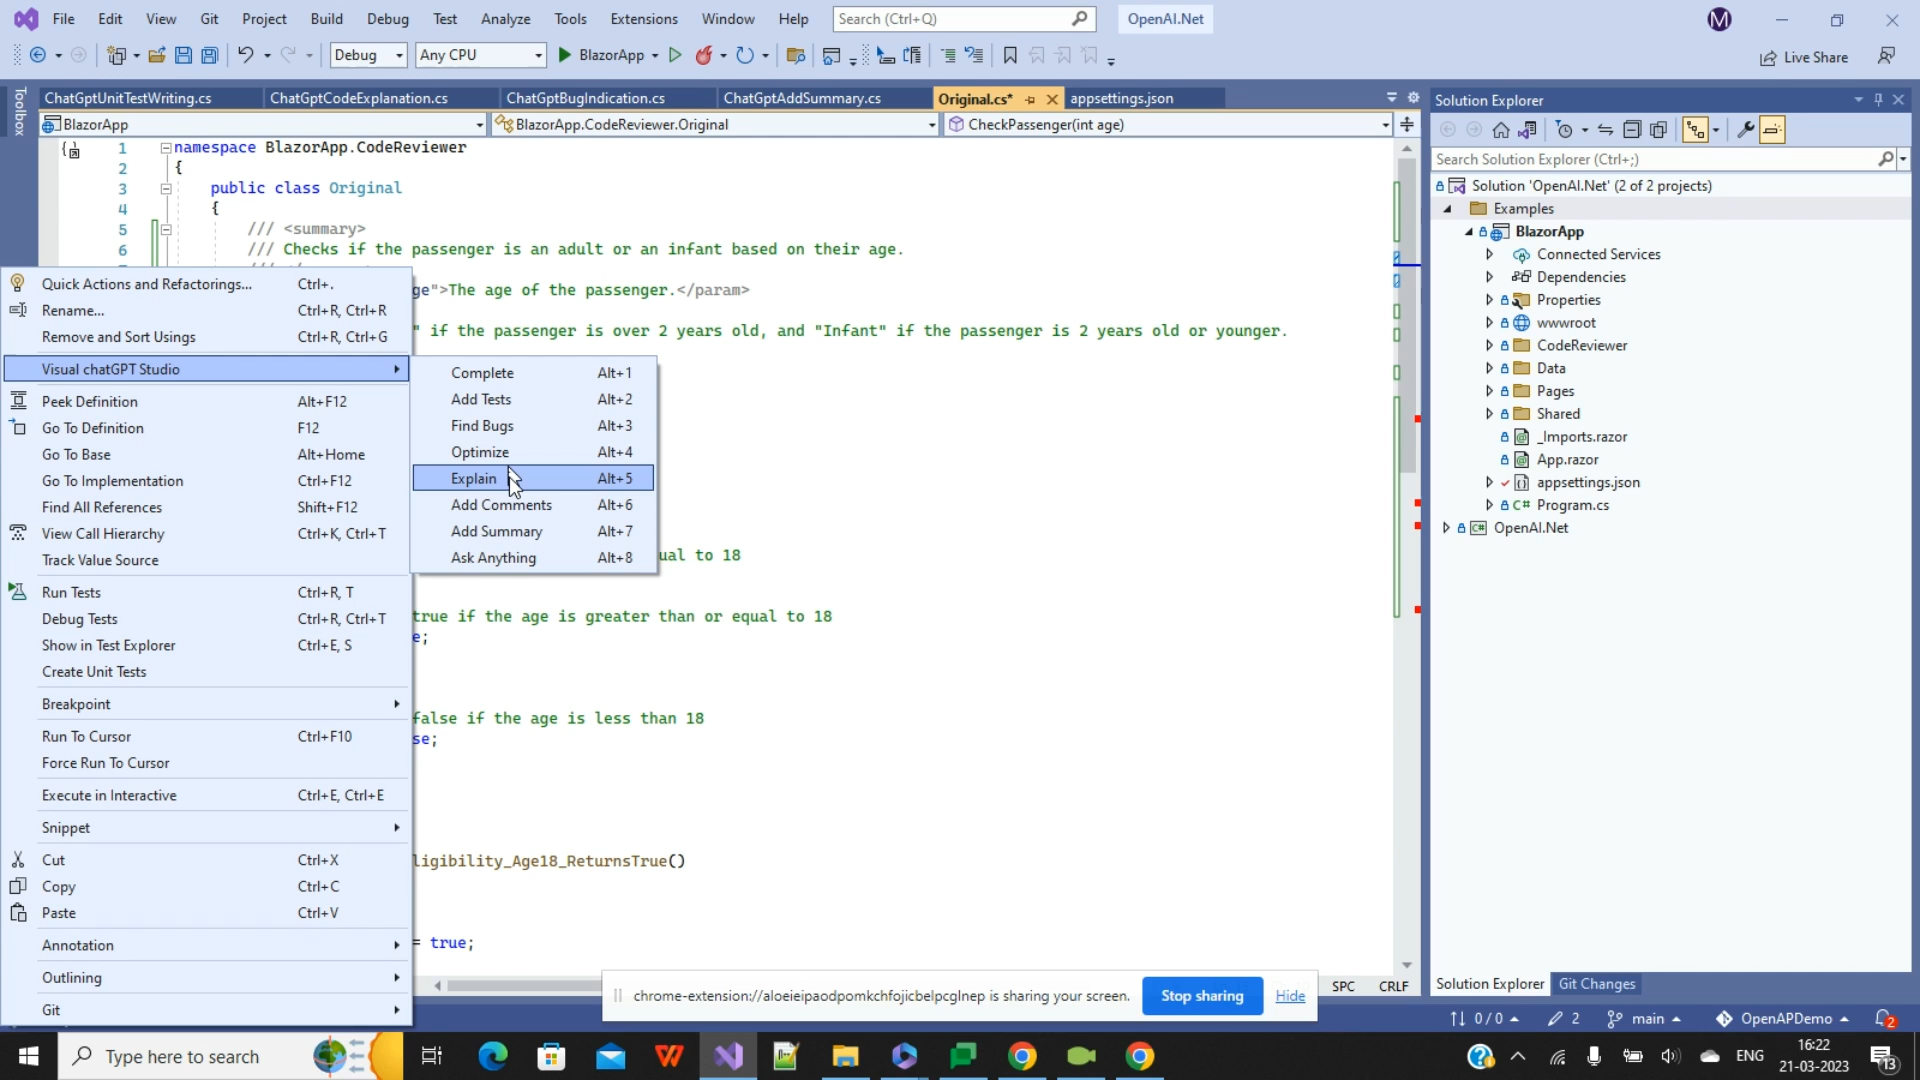 File Edit View Git Project Build Debug Test Analyze Tools Extensions Window Help Search (Ctrl+Q) OpenAI.Net M
Debug Any CPU BlazorApp Live Share
Toolbox
ChatGptUnitTestWriting.cs ChatGptCodeExplanation.cs ChatGptBugIndication.cs ChatGptAddSummary.cs Original.cs* appsettings.json
BlazorApp BlazorApp.CodeReviewer.Original CheckPassenger(int age)
1 namespace BlazorApp.CodeReviewer
2 {
3 public class Original
4 {
5 /// <summary>
6 /// Checks if the passenger is an adult or an infant based on their age.
ge">The age of the passenger.</param>
" if the passenger is over 2 years old, and "Infant" if the passenger is 2 years old or younger.
ual to 18
true if the age is greater than or equal to 18
e;
false if the age is less than 18
se;
ligibility_Age18_ReturnsTrue()
= true;
Quick Actions and Refactorings... Ctrl+.
Rename... Ctrl+R, Ctrl+R
Remove and Sort Usings Ctrl+R, Ctrl+G
Visual chatGPT Studio
Peek Definition Alt+F12
Go To Definition F12
Go To Base Alt+Home
Go To Implementation Ctrl+F12
Find All References Shift+F12
View Call Hierarchy Ctrl+K, Ctrl+T
Track Value Source
Run Tests Ctrl+R, T
Debug Tests Ctrl+R, Ctrl+T
Show in Test Explorer Ctrl+E, S
Create Unit Tests
Breakpoint
Run To Cursor Ctrl+F10
Force Run To Cursor
Execute in Interactive Ctrl+E, Ctrl+E
Snippet
Cut Ctrl+X
Copy Ctrl+C
Paste Ctrl+V
Annotation
Outlining
Git
Complete Alt+1
Add Tests Alt+2
Find Bugs Alt+3
Optimize Alt+4
Explain Alt+5
Add Comments Alt+6
Add Summary Alt+7
Ask Anything Alt+8
Solution Explorer
Search Solution Explorer (Ctrl+;)
Solution 'OpenAI.Net' (2 of 2 projects)
Examples
BlazorApp
Connected Services
Dependencies
Properties
wwwroot
CodeReviewer
Data
Pages
Shared
_Imports.razor
App.razor
appsettings.json
C# Program.cs
C# OpenAI.Net
Solution Explorer Git Changes
chrome-extension://aloeieipaodpomkchfojicbelpcglnep is sharing your screen. Stop sharing Hide
SPC CRLF
0 / 0 2 main OpenAPDemo 2
Type here to search
ENG
16:22
21-03-2023
13